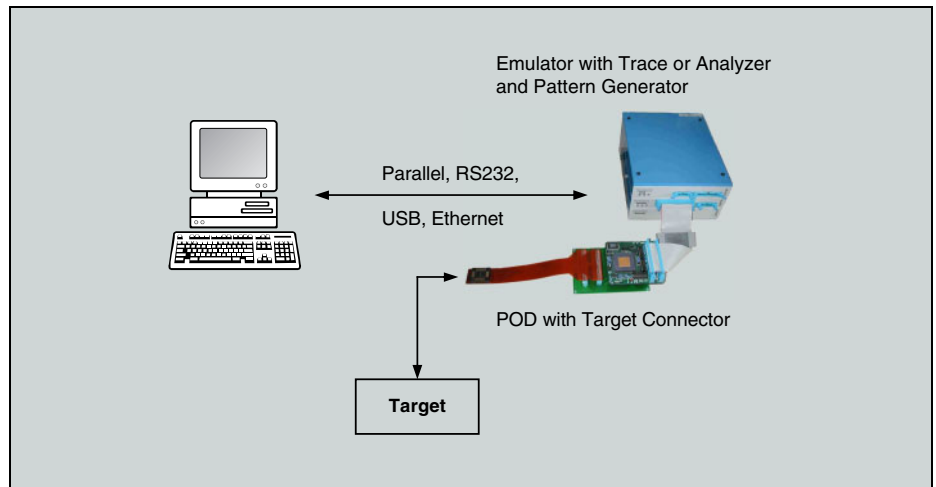 Emulator with Trace or Analyzer
and Pattern Generator
Parallel, RS232,
USB, Ethernet
POD with Target Connector
Target